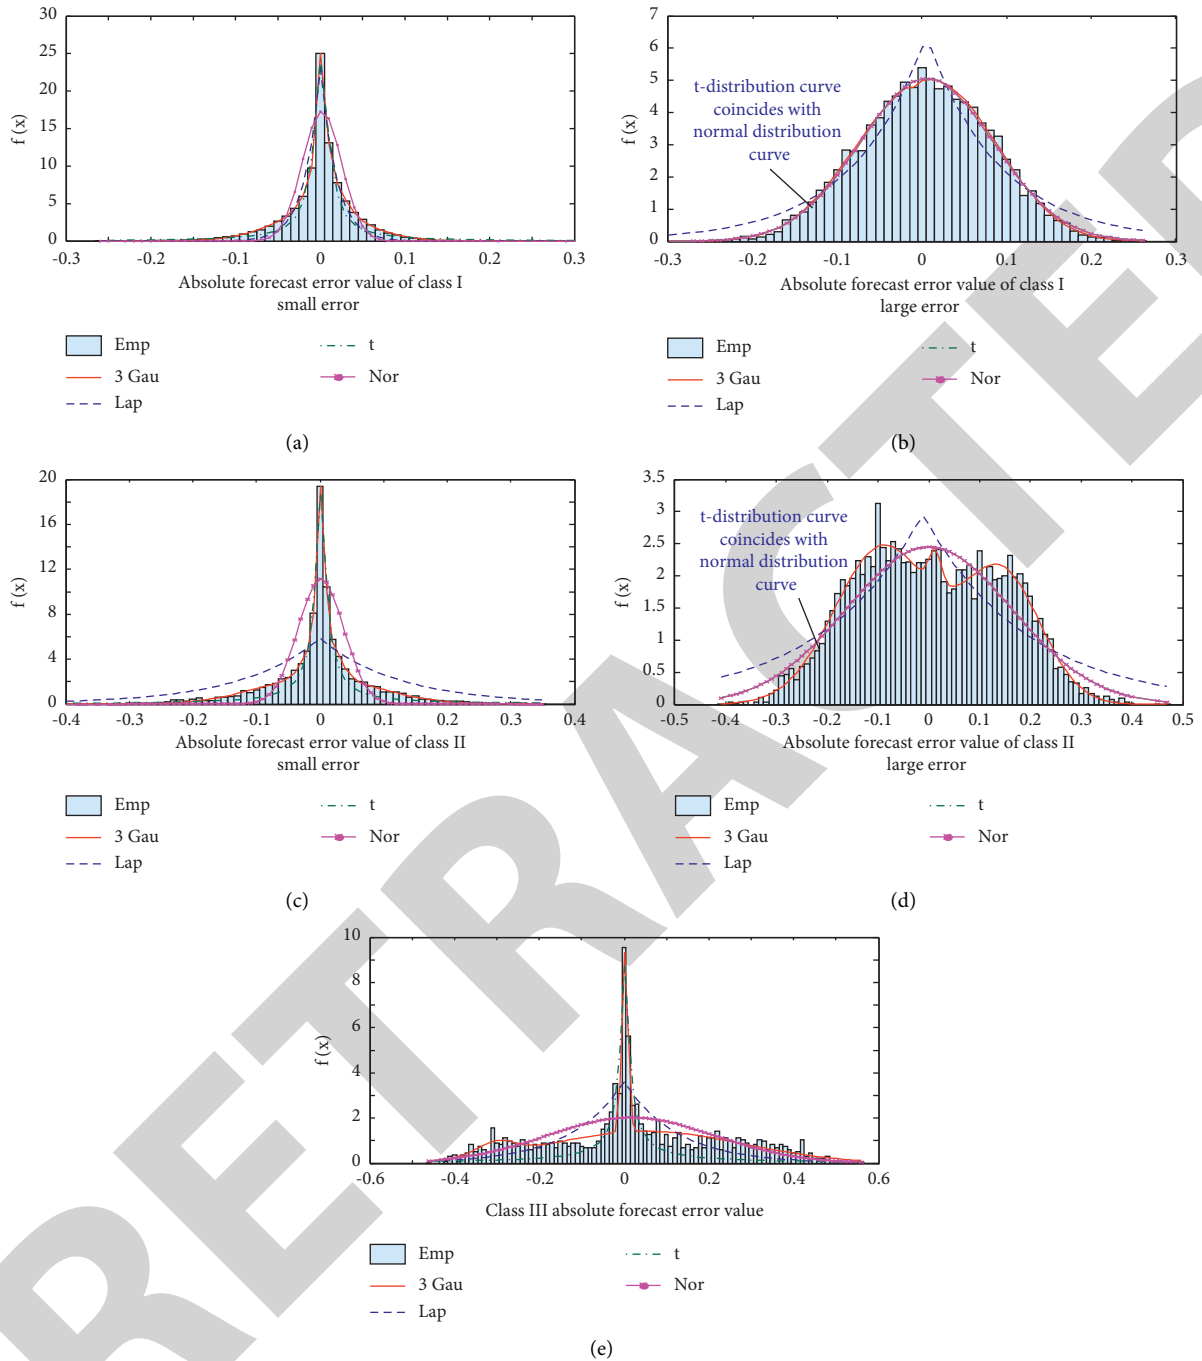 30
25
20
15
10
5
0
f (x)
-0.3 -0.2 -0.1 0 0.1 0.2 0.3
Absolute forecast error value of class I
small error
Emp
3 Gau
Lap
t
Nor
(a)
7
6
5
4
3
2
1
0
f (x)
t-distribution curve
coincides with
normal distribution
curve
-0.3 -0.2 -0.1 0 0.1 0.2 0.3
Absolute forecast error value of class I
large error
Emp
3 Gau
Lap
t
Nor
(b)
20
16
12
8
4
0
f (x)
-0.4 -0.3 -0.2 -0.1 0 0.1 0.2 0.3 0.4
Absolute forecast error value of class II
small error
Emp
3 Gau
Lap
t
Nor
(c)
3.5
3
2.5
2
1.5
1
0.5
0
f (x)
t-distribution curve
coincides with
normal distribution
curve
-0.5 -0.4 -0.3 -0.2 -0.1 0 0.1 0.2 0.3 0.4 0.5
Absolute forecast error value of class II
large error
Emp
3 Gau
Lap
t
Nor
(d)
10
8
6
4
2
0
f (x)
-0.6 -0.4 -0.2 0 0.2 0.4 0.6
Class III absolute forecast error value
Emp
3 Gau
Lap
t
Nor
(e)
RETRACTED